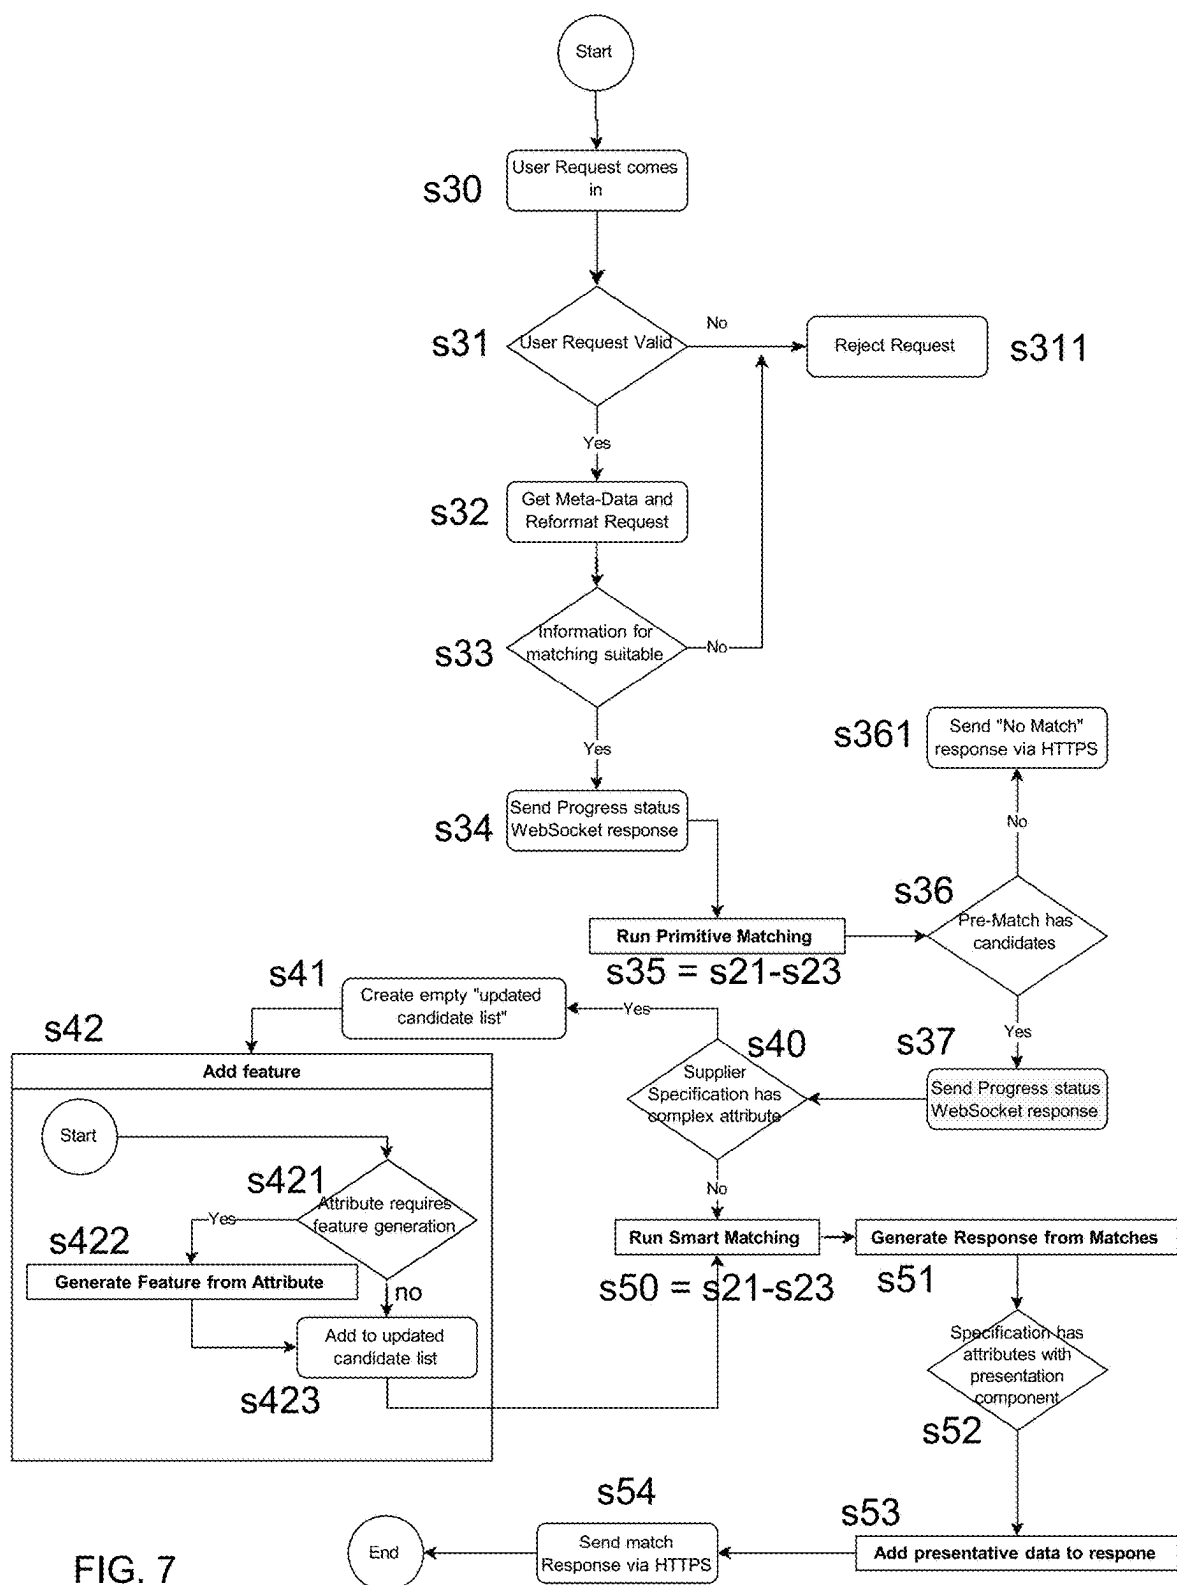 Start
User Request comes
in
s30
User Request Valid
s31
No
Reject Request
s311
Yes
Get Meta-Data and
Reformat Request
s32
Information for
matching suitable
s33
No
Yes
Send "No Match"
response via HTTPS
s361
Send Progress status
WebSocket response
s34
No
s36
Pre-Match has
candidates
Run Primitive Matching
s35 = s21-s23
s41
Create empty "updated
candidate list"
Yes
Yes
s42
s40
s37
Add feature
Supplier
Specification has
complex attribute
Send Progress status
WebSocket response
Start
s421
Attribute requires
feature generation
No
Yes
s422
Run Smart Matching
Generate Response from Matches
Generate Feature from Attribute
s50 = s21-s23
s51
no
Add to updated
candidate list
s423
Specification has
attributes with
presentation
component
s52
s54
s53
End
Send match
Response via HTTPS
Add presentative data to respone
FIG. 7